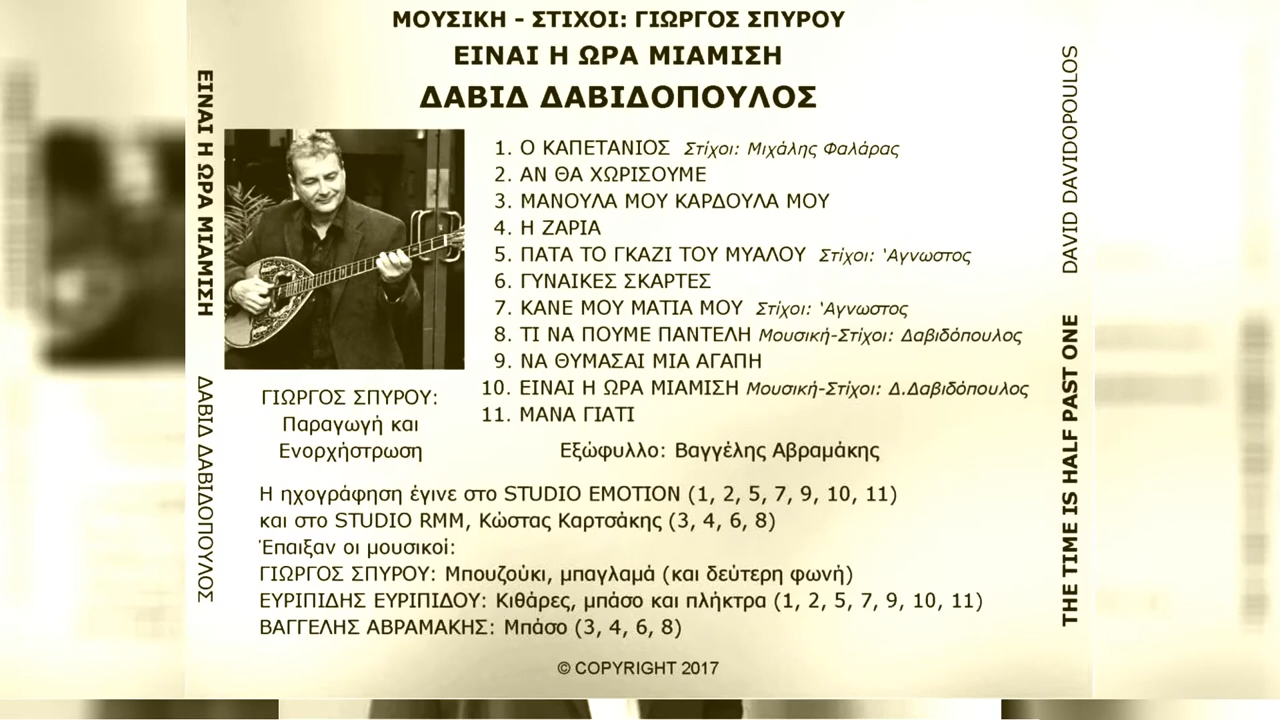 ΜΟΥΣΙΚΗ - ΣΤΙΧΟΙ: ΓΙΩΡΓΟΣ ΣΠΥΡΟΥ
ΕΙΝΑΙ Η ΩΡΑ ΜΙΑΜΙΣΗ
ΔΑΒΙΔ ΔΑΒΙΔΟΠΟΥΛΟΣ
ΕΙΝΑΙ Η ΩΡΑ ΜΙΑΜΙΣΗ ΔΑΒΙΔ ΔΑΒΙΔΟΠΟΥΛΟΣ
1. Ο ΚΑΠΕΤΑΝΙΟΣ Στίχοι: Μιχάλης Φαλάρας
2. ΑΝ ΘΑ ΧΩΡΙΣΟΥΜΕ
3. ΜΑΝΟΥΛΑ ΜΟΥ ΚΑΡΔΟΥΛΑ ΜΟΥ
4. Η ΖΑΡΙΑ
5. ΠΑΤΑ ΤΟ ΓΚΑΖΙ ΤΟΥ ΜΥΑΛΟΥ Στίχοι: 'Αγνωστος
6. ΓΥΝΑΙΚΕΣ ΣΚΑΡΤΕΣ
7. ΚΑΝΕ ΜΟΥ ΜΑΤΙΑ ΜΟΥ Στίχοι: 'Αγνωστος
8. ΤΙ ΝΑ ΠΟΥΜΕ ΠΑΝΤΕΛΗ Μουσική-Στίχοι: Δαβιδόπουλος
9. ΝΑ ΘΥΜΑΣΑΙ ΜΙΑ ΑΓΑΠΗ
10. ΕΙΝΑΙ Η ΩΡΑ ΜΙΑΜΙΣΗ Μουσική-Στίχοι: Δ.Δαβιδόπουλος
11. ΜΑΝΑ ΓΙΑΤΙ
ΓΙΩΡΓΟΣ ΣΠΥΡΟΥ:
Παραγωγή και
Ενορχήστρωση
Εξώφυλλο: Βαγγέλης Αβραμάκης
Η ηχογράφηση έγινε στο STUDIO EMOTION (1, 2, 5, 7, 9, 10, 11)
και στο STUDIO RMM, Κώστας Καρτσάκης (3, 4, 6, 8)
Έπαιξαν οι μουσικοί:
ΓΙΩΡΓΟΣ ΣΠΥΡΟΥ: Μπουζούκι, μπαγλαμά (και δεύτερη φωνή)
ΕΥΡΙΠΙΔΗΣ ΕΥΡΙΠΙΔΟΥ: Κιθάρες, μπάσο και πλήκτρα (1, 2, 5, 7, 9, 10, 11)
ΒΑΓΓΕΛΗΣ ΑΒΡΑΜΑΚΗΣ: Μπάσο (3, 4, 6, 8)
© COPYRIGHT 2017
THE TIME IS HALF PAST ONE DAVID DAVIDOPOULOS